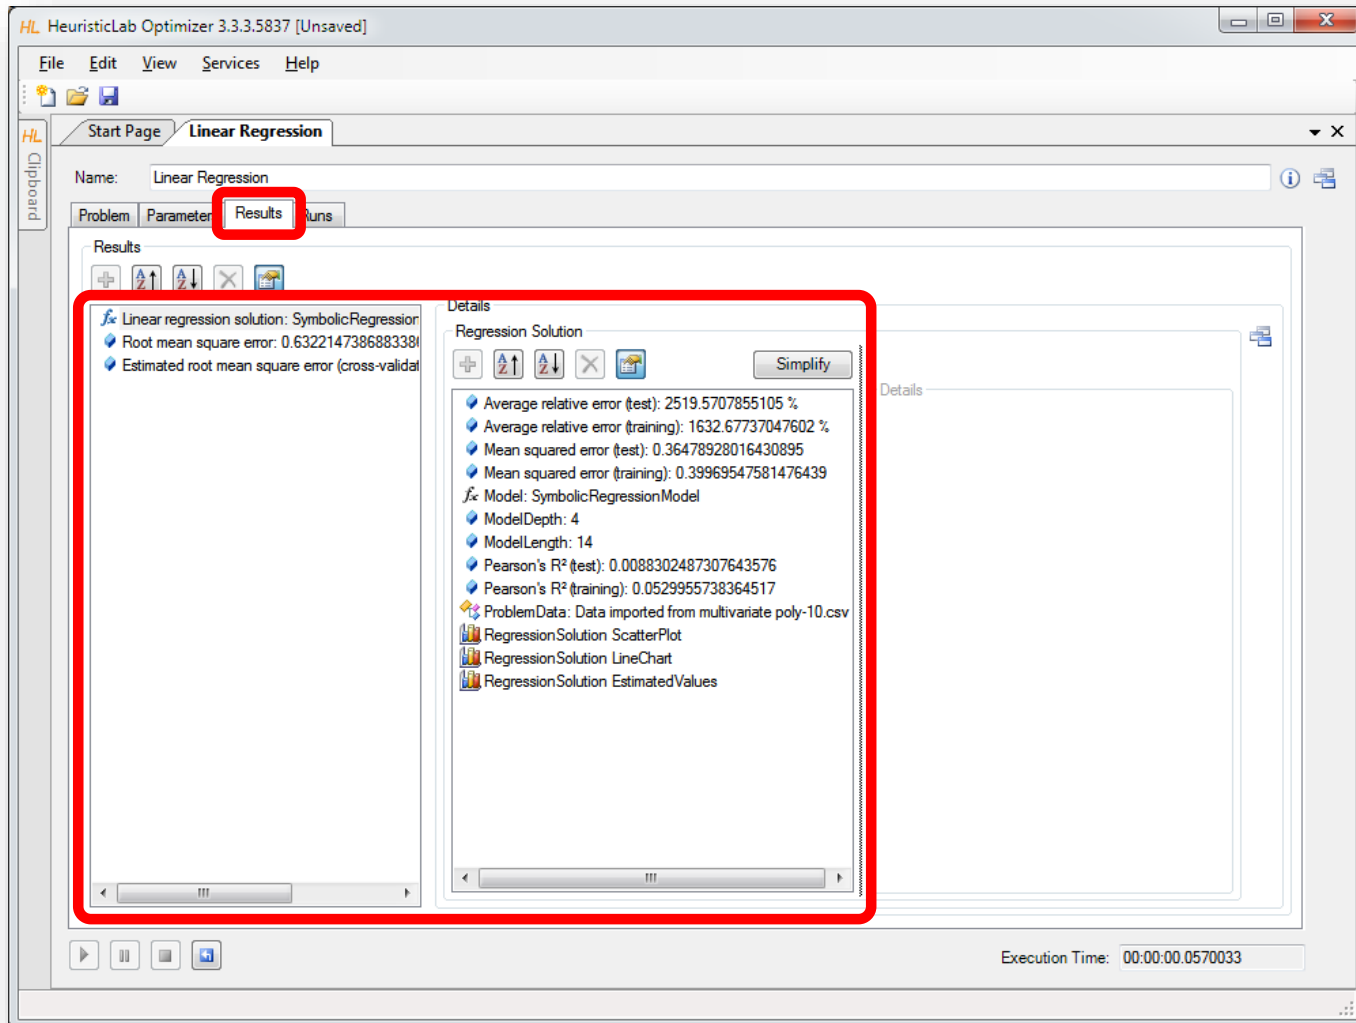 HL HeuristicLab Optimizer 3.3.3.5837 [Unsaved]
File Edit View Services Help
HL Clipboard
Start Page Linear Regression
Name: Linear Regression
Problem Parameter Results Runs
Results
Linear regression solution: SymbolicRegression
Root mean square error: 0.632214738688338
Estimated root mean square error (cross-validat
Details
Regression Solution
Simplify
Average relative error (test): 2519.5707855105 %
Average relative error (training): 1632.67737047602 %
Mean squared error (test): 0.36478928016430895
Mean squared error (training): 0.39969547581476439
Model: SymbolicRegressionModel
ModelDepth: 4
ModelLength: 14
Pearson's R² (test): 0.0088302487307643576
Pearson's R² (training): 0.0529955738364517
ProblemData: Data imported from multivariate poly-10.csv
RegressionSolution ScatterPlot
RegressionSolution LineChart
RegressionSolution EstimatedValues
Details
Execution Time: 00:00:00.0570033